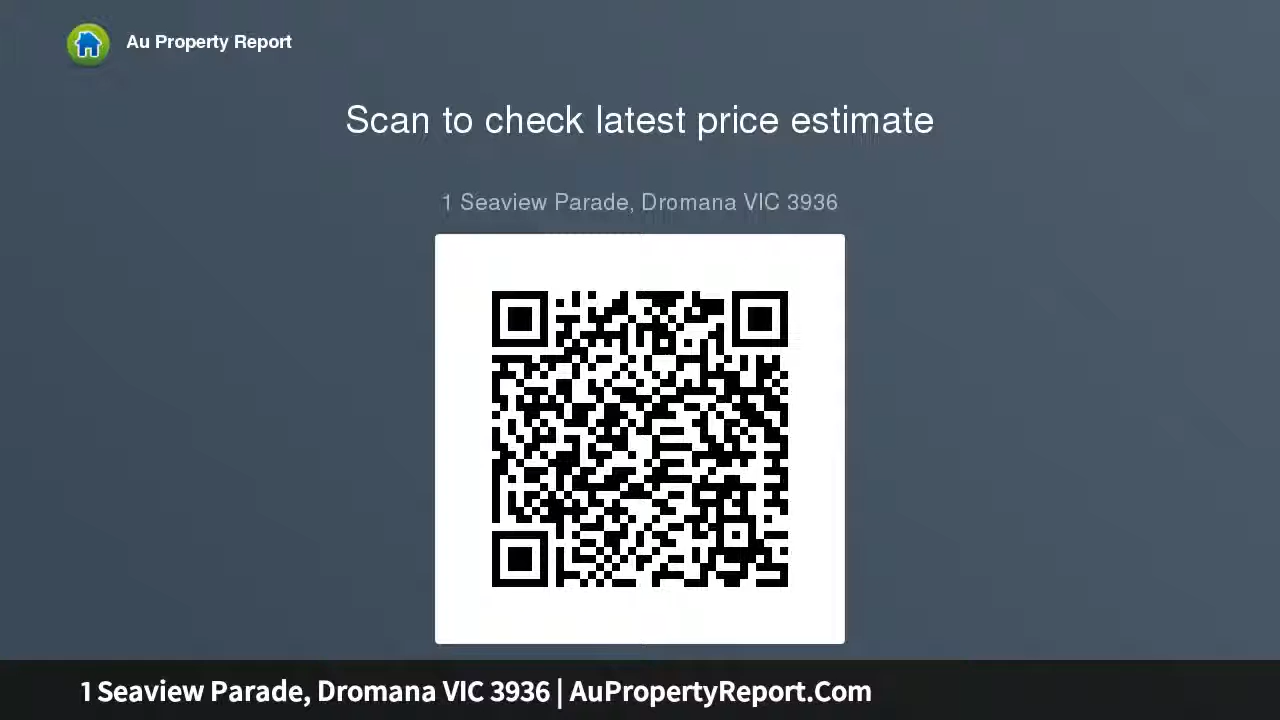 Au Property Report
Scan to check latest price estimate
1 Seaview Parade, Dromana VIC 3936
1 Seaview Parade, Dromana VIC 3936 | AuPropertyReport.Com